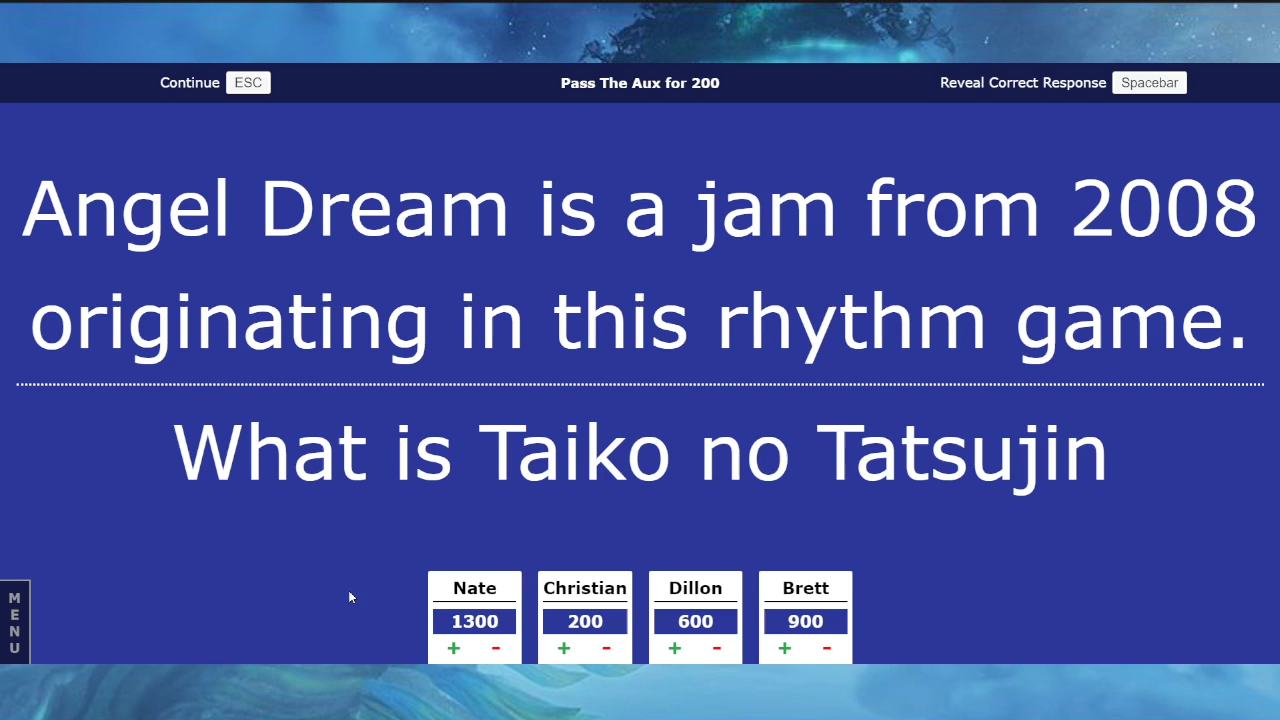 Continue ESC Pass The Aux for 200 Reveal Correct Response Spacebar
Angel Dream is a jam from 2008
originating in this rhythm game.
What is Taiko no Tatsujin
MENU
Nate Christian Dillon Brett
1300 200 600 900
+ - + - + - + -